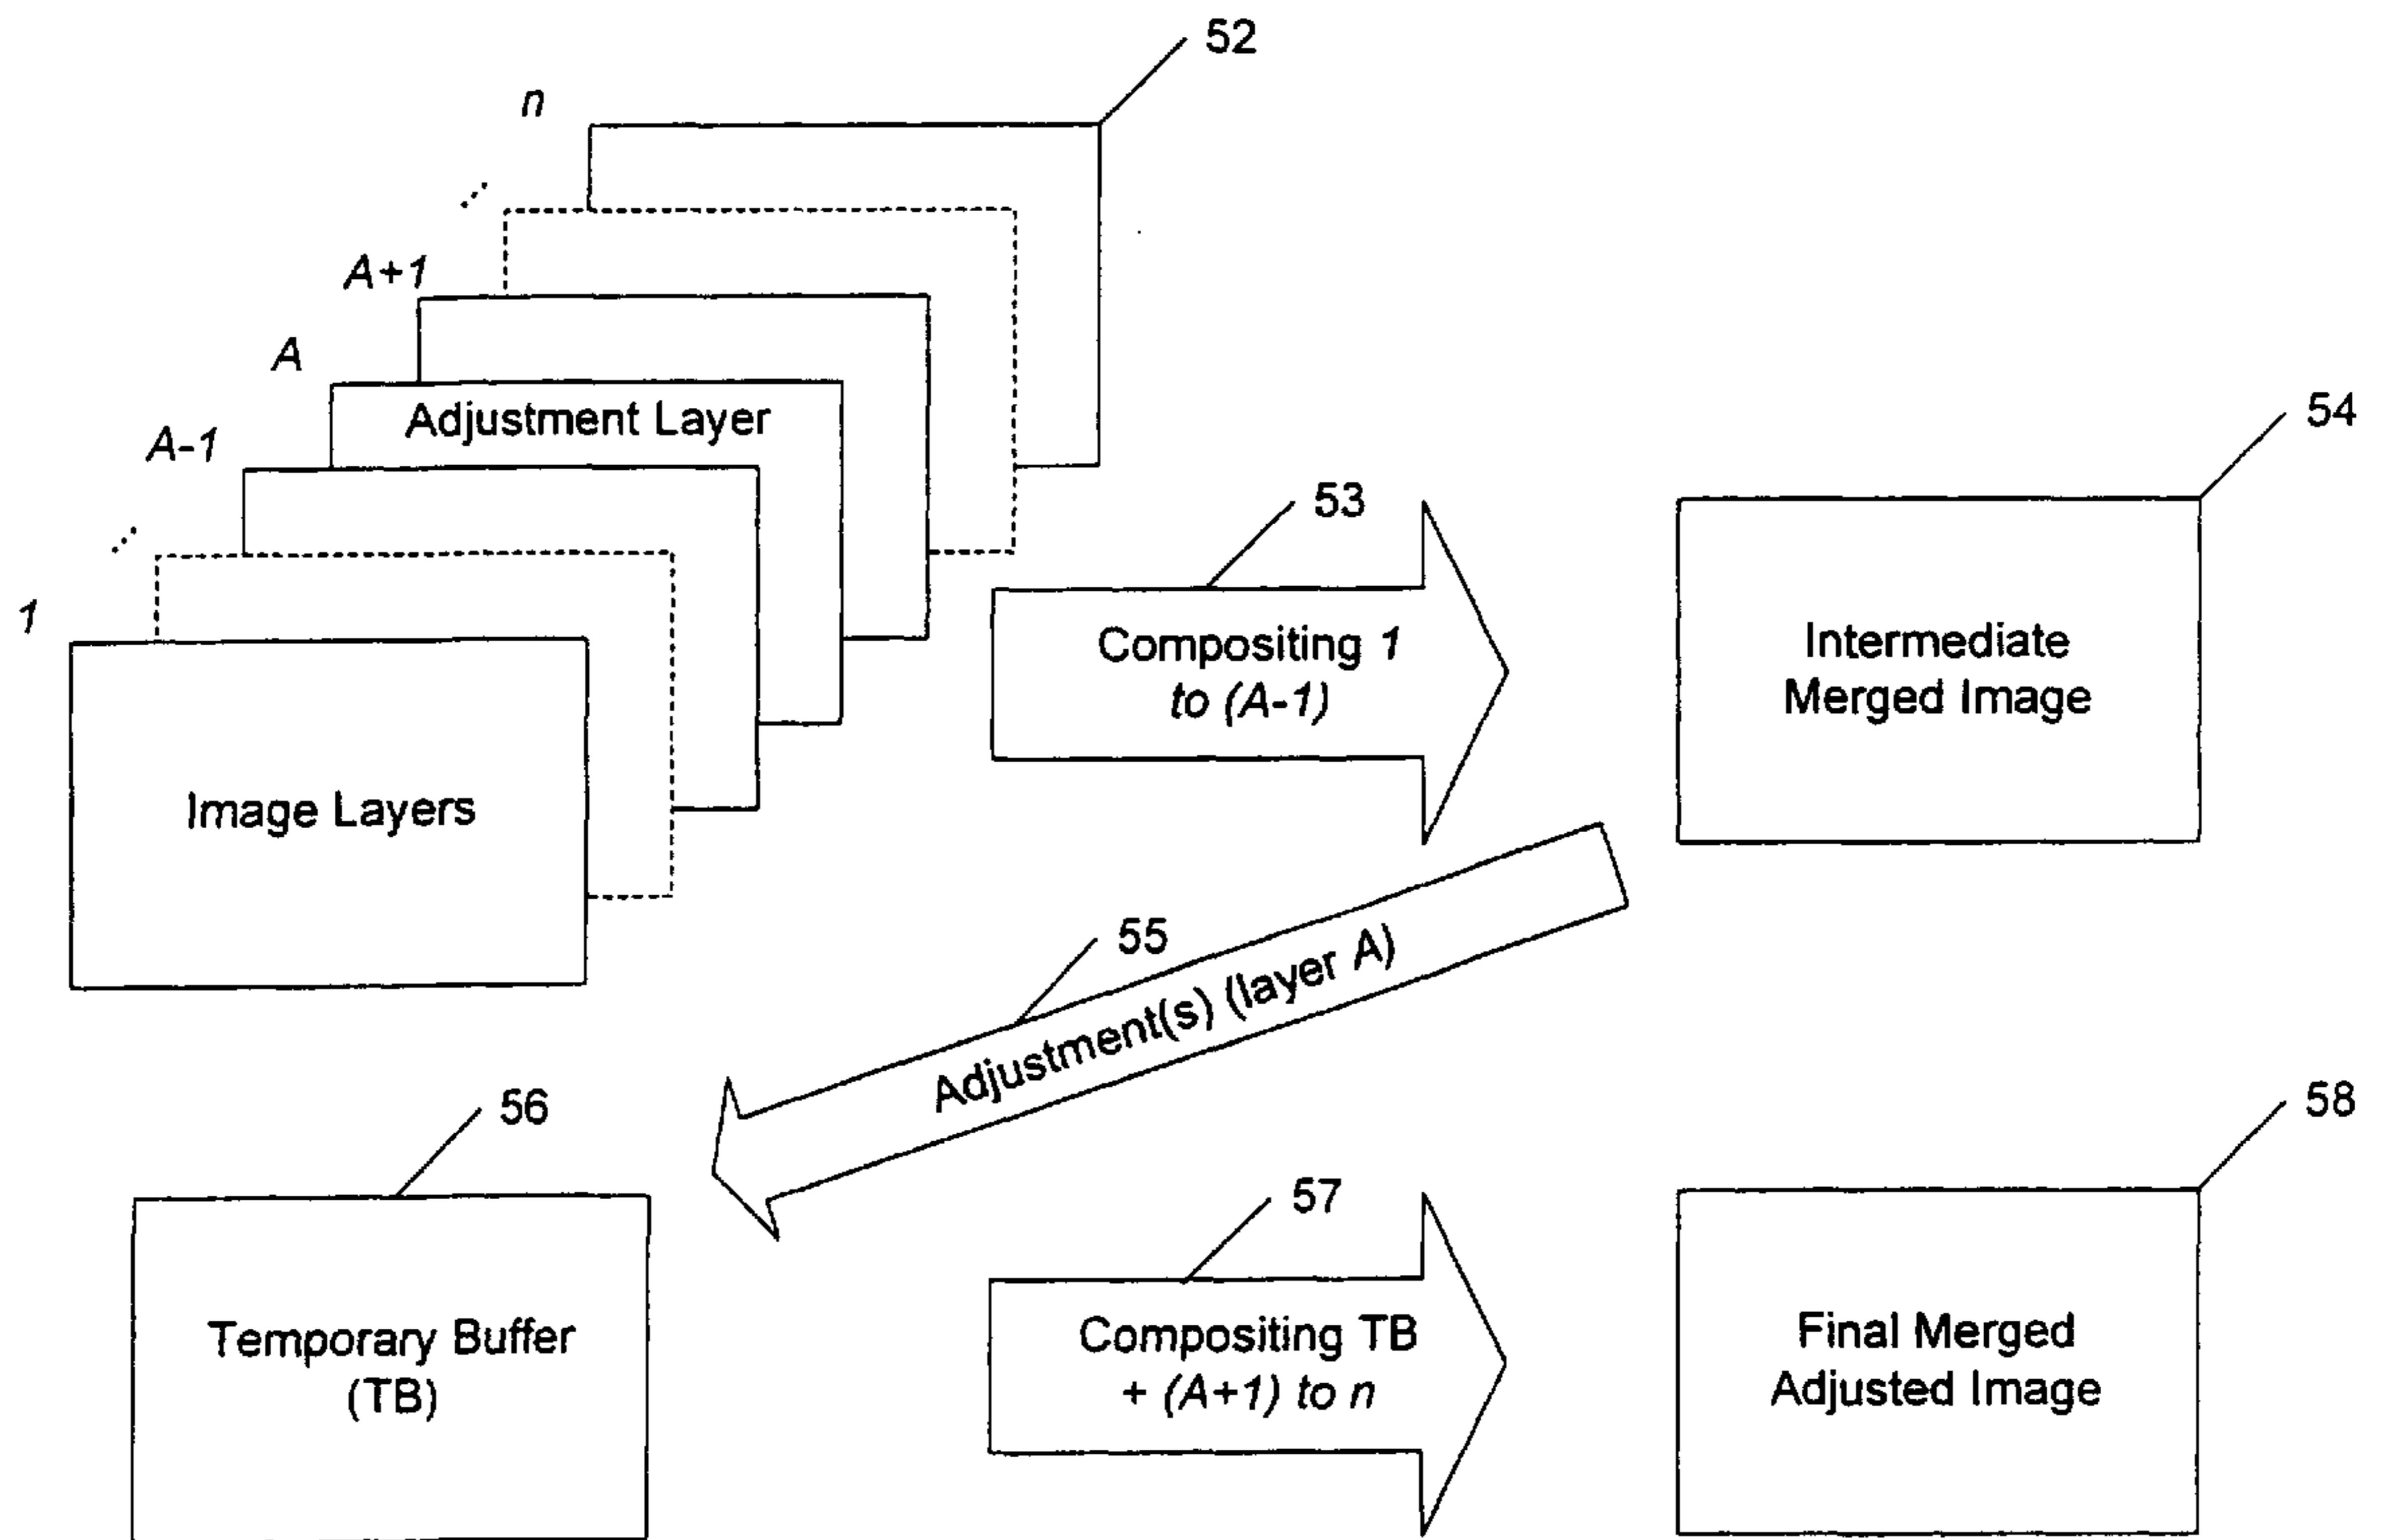 52
n
A+1
A
Adjustment Layer
A-1
1
Image Layers
53
Compositing 1
to (A-1)
54
Intermediate
Merged Image
55
Adjustment(s) (layer A)
56
Temporary Buffer
(TB)
57
Compositing TB
+ (A+1) to n
58
Final Merged
Adjusted Image